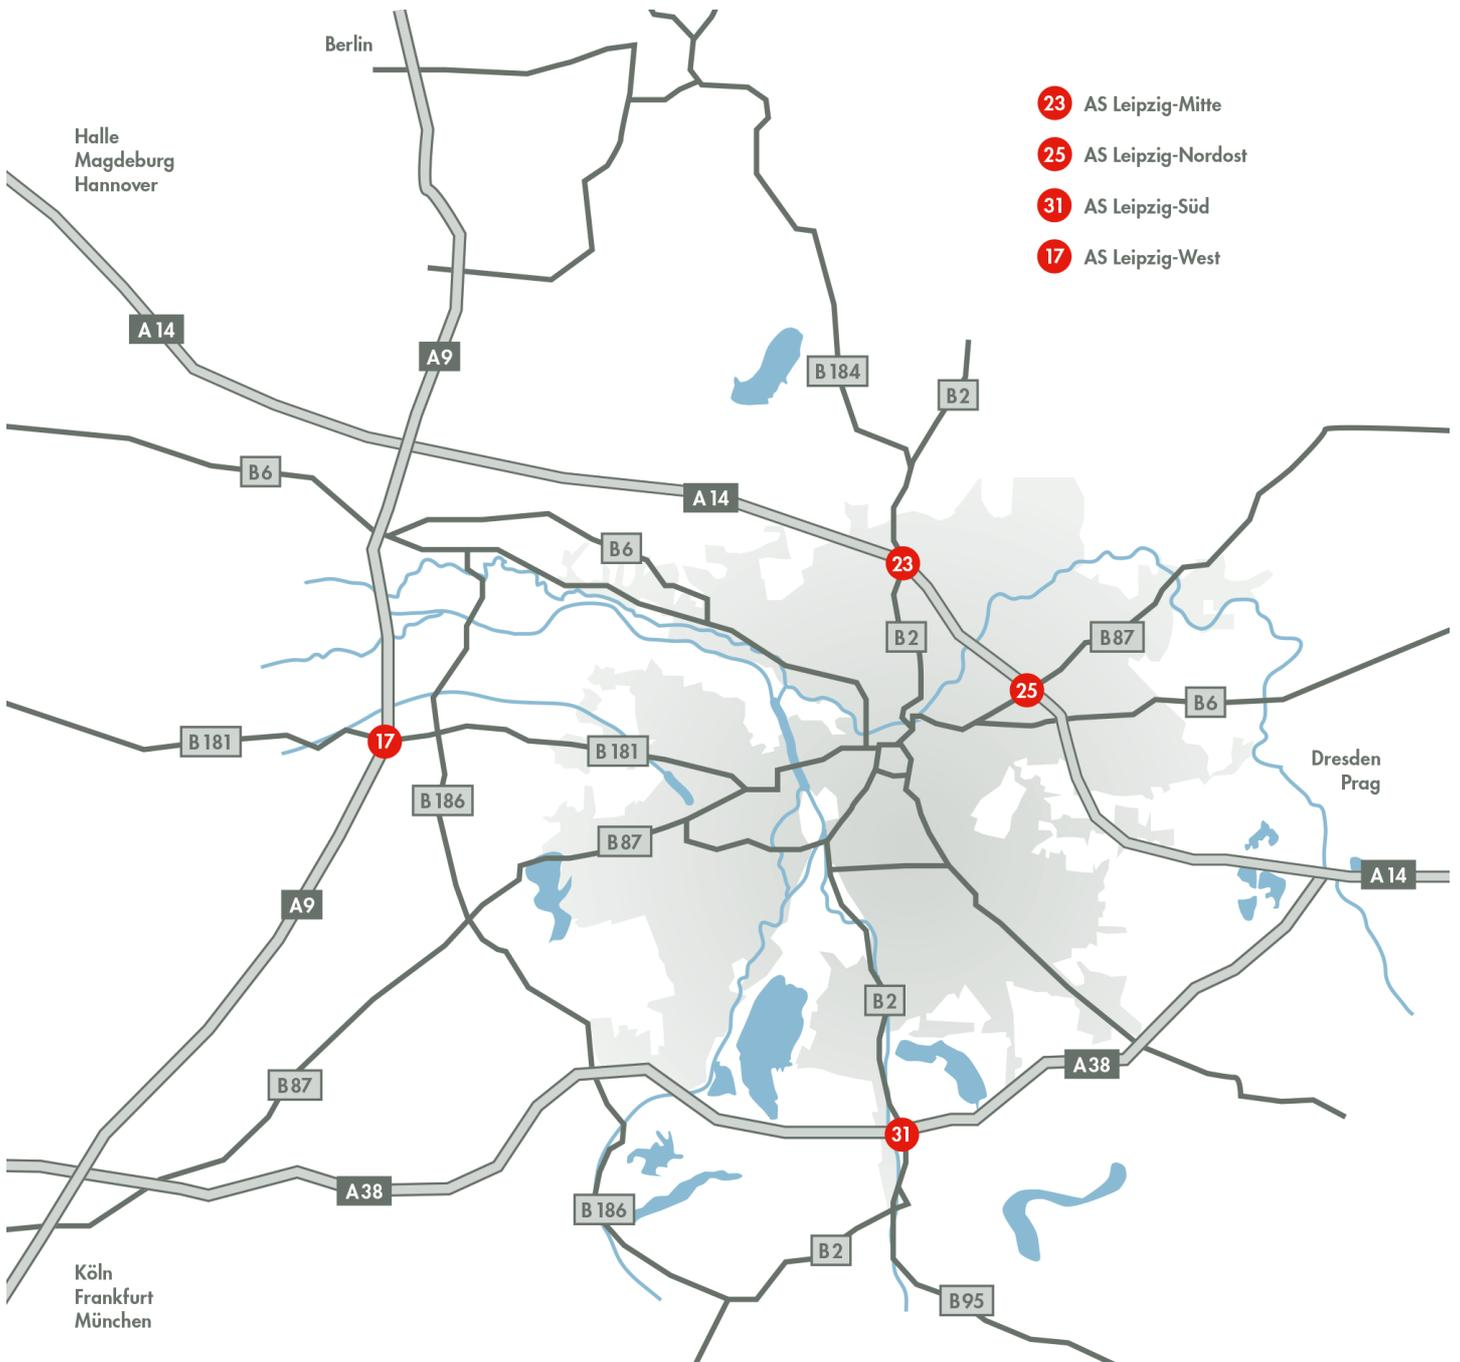 Berlin
23 AS Leipzig-Mitte
Halle
Magdeburg
Hannover
25 AS Leipzig-Nordost
31 AS Leipzig-Süd
17 AS Leipzig-West
A 14
A9
B 184
B2
B6
A 14
B6
23
B2
B87
25
B6
B 181
17
B 181
Dresden
Prag
B 186
B87
A 14
A9
B2
A38
B87
31
A38
B 186
B2
Köln
Frankfurt
München
B95